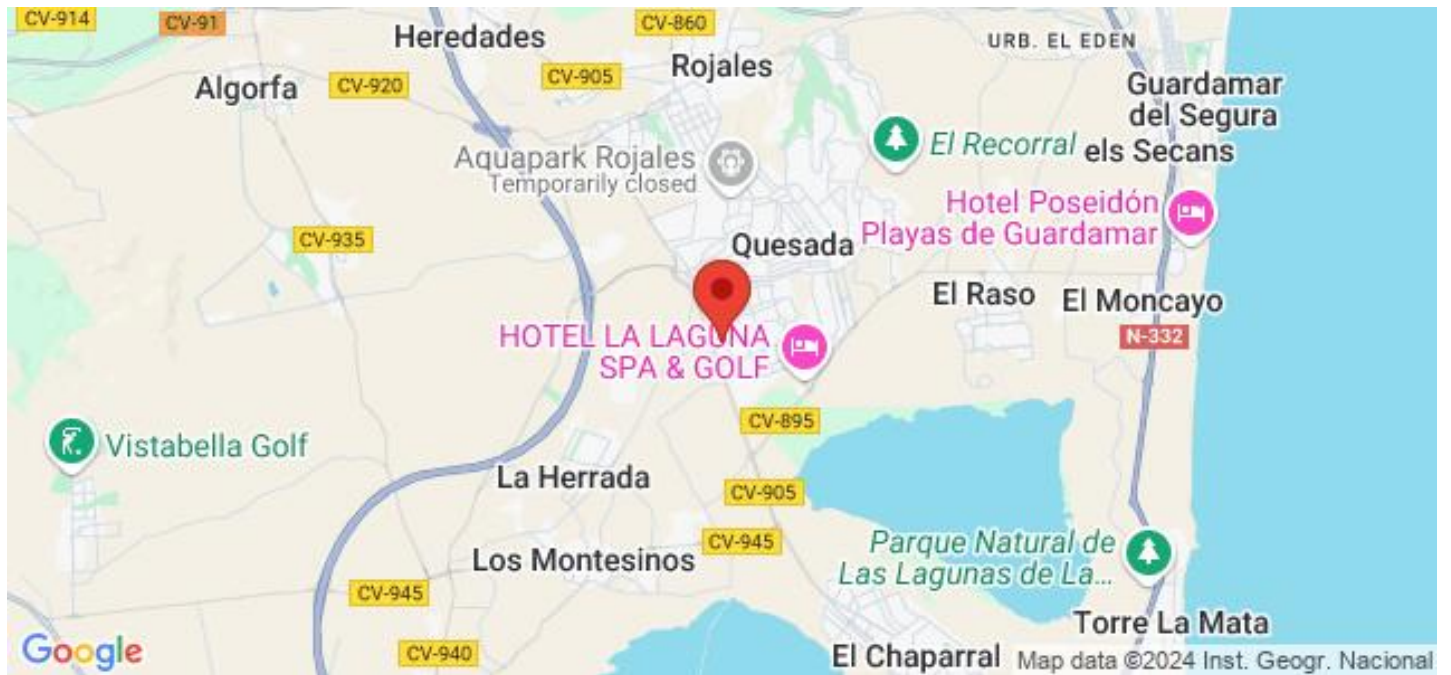 CV-914
CV-91
CV-860
Heredades
URB. EL EDEN
Rojales
CV-905
Algorfa
CV-920
Guardamar
del Segura
El Recorral
els Secans
Aquapark Rojales
Temporarily closed
Hotel Poseidón
Playas de Guardamar
CV-935
Quesada
El Raso
El Moncayo
N-332
HOTEL LA LAGUNA
SPA & GOLF
CV-895
Vistabella Golf
La Herrada
CV-905
CV-945
Los Montesinos
Parque Natural de
Las Lagunas de La...
CV-945
Torre La Mata
CV-940
El Chaparral
Google
Map data ©2024 Inst. Geogr. Nacional